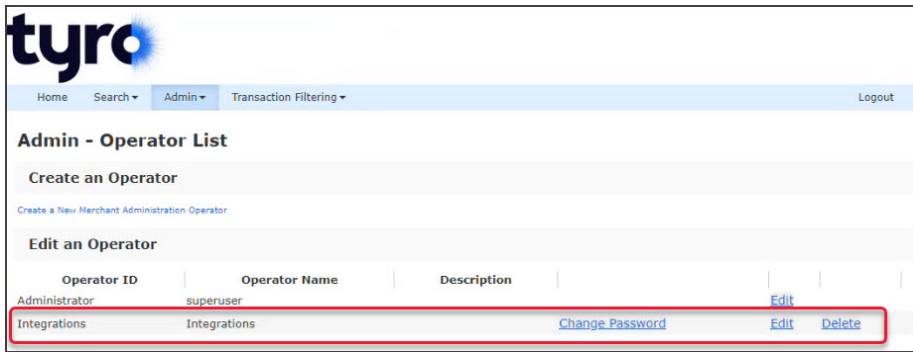 tyro
Home Search Admin Transaction Filtering Logout
Admin - Operator List
Create an Operator
Create a New Merchant Administration Operator
Edit an Operator
Operator ID Operator Name Description
Administrator superuser Edit
Integrations Integrations Change Password Edit Delete